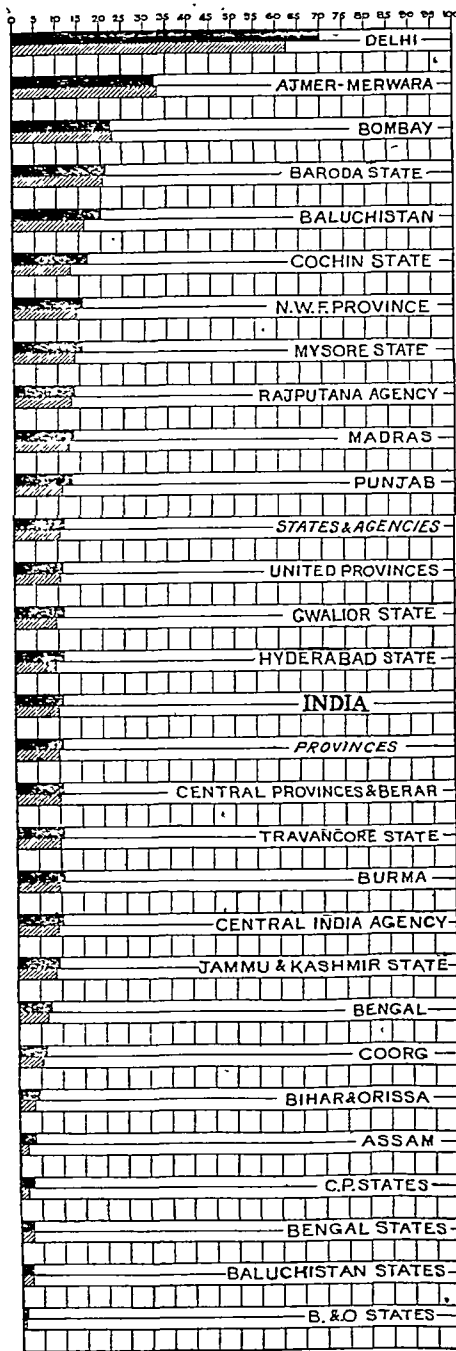 0 5 10 15 20 25 30 35 40 45 50 55 60 65 70 75 80 85 90 95 100
DELHI
AJMER-MERWARA
BOMBAY
BARODA STATE
BALUCHISTAN
COCHIN STATE
N.W.F. PROVINCE
MYSORE STATE
RAJPUTANA AGENCY
MADRAS
PUNJAB
STATES & AGENCIES
UNITED PROVINCES
GWALIOR STATE
HYDERABAD STATE
INDIA
PROVINCES
CENTRAL PROVINCES & BERAR
TRAVANCORE STATE
BURMA
CENTRAL INDIA AGENCY
JAMMU & KASHMIR STATE
BENGAL
COORG
BIHAR & ORISSA
ASSAM
C.P. STATES
BENGAL STATES
BALUCHISTAN STATES
B. & O STATES